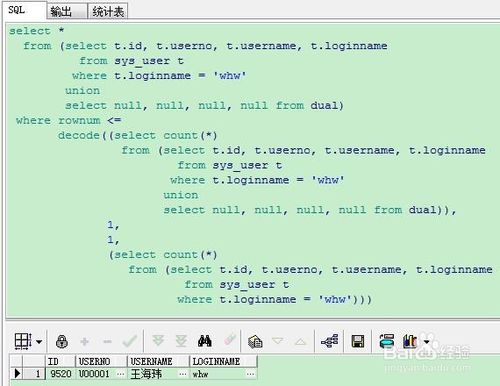 SQL 输出 统计表
select *
from (select t.id, t.userno, t.username, t.loginname
from sys_user t
where t.loginname = 'whw'
union
select null, null, null, null from dual)
where rownum <=
decode((select count(*)
from (select t.id, t.userno, t.username, t.loginname
from sys_user t
where t.loginname = 'whw'
union
select null, null, null, null from dual)),
1,
1,
(select count(*)
from (select t.id, t.userno, t.username, t.loginname
from sys_user t
where t.loginname = 'whw')))
ID USERNO USERNAME LOGINNAME
1 9520 U00001 … 王海玮 … whw …
Baidu 经验
jingyan.baidu.com